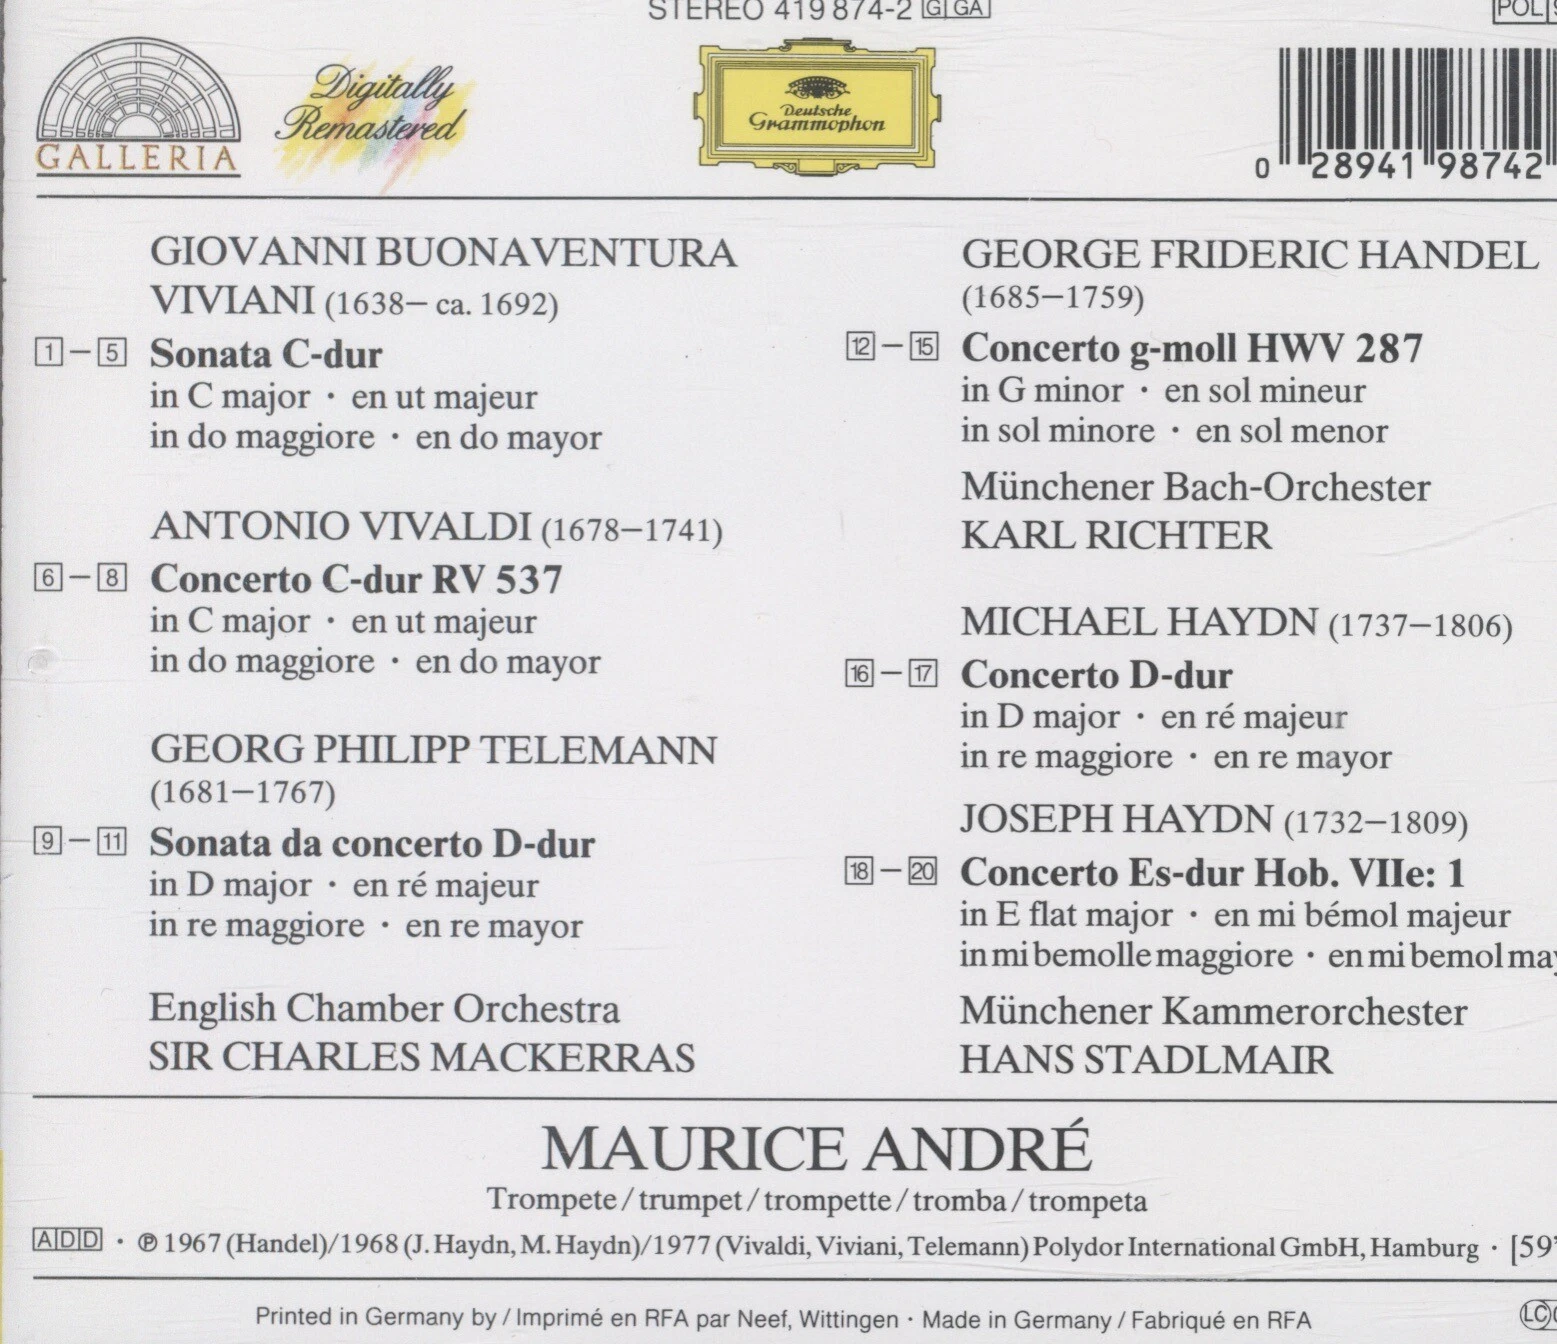 STEREO 419 874-2 G GA
POL
GALLERIA
Digitally
Remastered
Deutsche
Grammophon
0 28941 98742
GIOVANNI BUONAVENTURA
VIVIANI (1638– ca. 1692)
1 – 5 Sonata C-dur
in C major · en ut majeur
in do maggiore · en do mayor
ANTONIO VIVALDI (1678–1741)
6 – 8 Concerto C-dur RV 537
in C major · en ut majeur
in do maggiore · en do mayor
GEORG PHILIPP TELEMANN
(1681–1767)
9 – 11 Sonata da concerto D-dur
in D major · en ré majeur
in re maggiore · en re mayor
English Chamber Orchestra
SIR CHARLES MACKERRAS
GEORGE FRIDERIC HANDEL
(1685–1759)
12 – 15 Concerto g-moll HWV 287
in G minor · en sol mineur
in sol minore · en sol menor
Münchener Bach-Orchester
KARL RICHTER
MICHAEL HAYDN (1737–1806)
16 – 17 Concerto D-dur
in D major · en ré majeur
in re maggiore · en re mayor
JOSEPH HAYDN (1732–1809)
18 – 20 Concerto Es-dur Hob. VIIe: 1
in E flat major · en mi bémol majeur
in mi bemolle maggiore · en mi bemol
Münchener Kammerorchester
HANS STADLMAIR
MAURICE ANDRÉ
Trompete / trumpet / trompette / tromba / trompeta
ADD · ℗ 1967 (Handel)/1968 (J. Haydn, M. Haydn)/1977 (Vivaldi, Viviani, Telemann) Polydor International GmbH, Hamburg · [59'
Printed in Germany by / Imprimé en RFA par Neef, Wittingen · Made in Germany / Fabriqué en RFA
LC